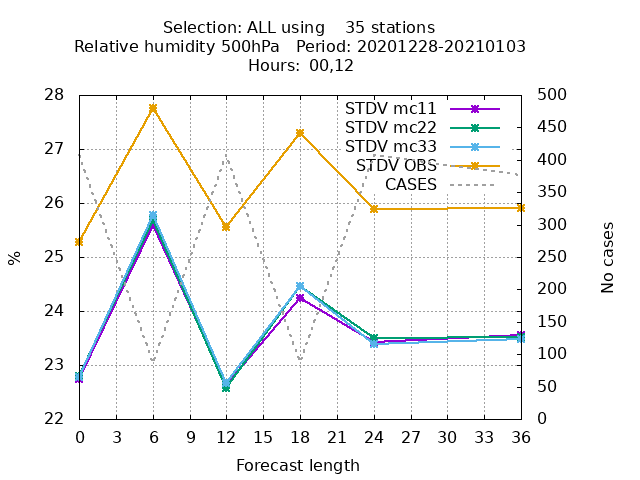 Selection: ALL using    35 stations
Relative humidity 500hPa   Period: 20201228-20210103
Hours: 00,12
28
27
26
25
24
23
22
%
500
450
400
350
300
250
200
150
100
50
0
No cases
STDV mc11
STDV mc22
STDV mc33
STDV OBS
CASES
0 3 6 9 12 15 18 21 24 27 30 33 36
Forecast length